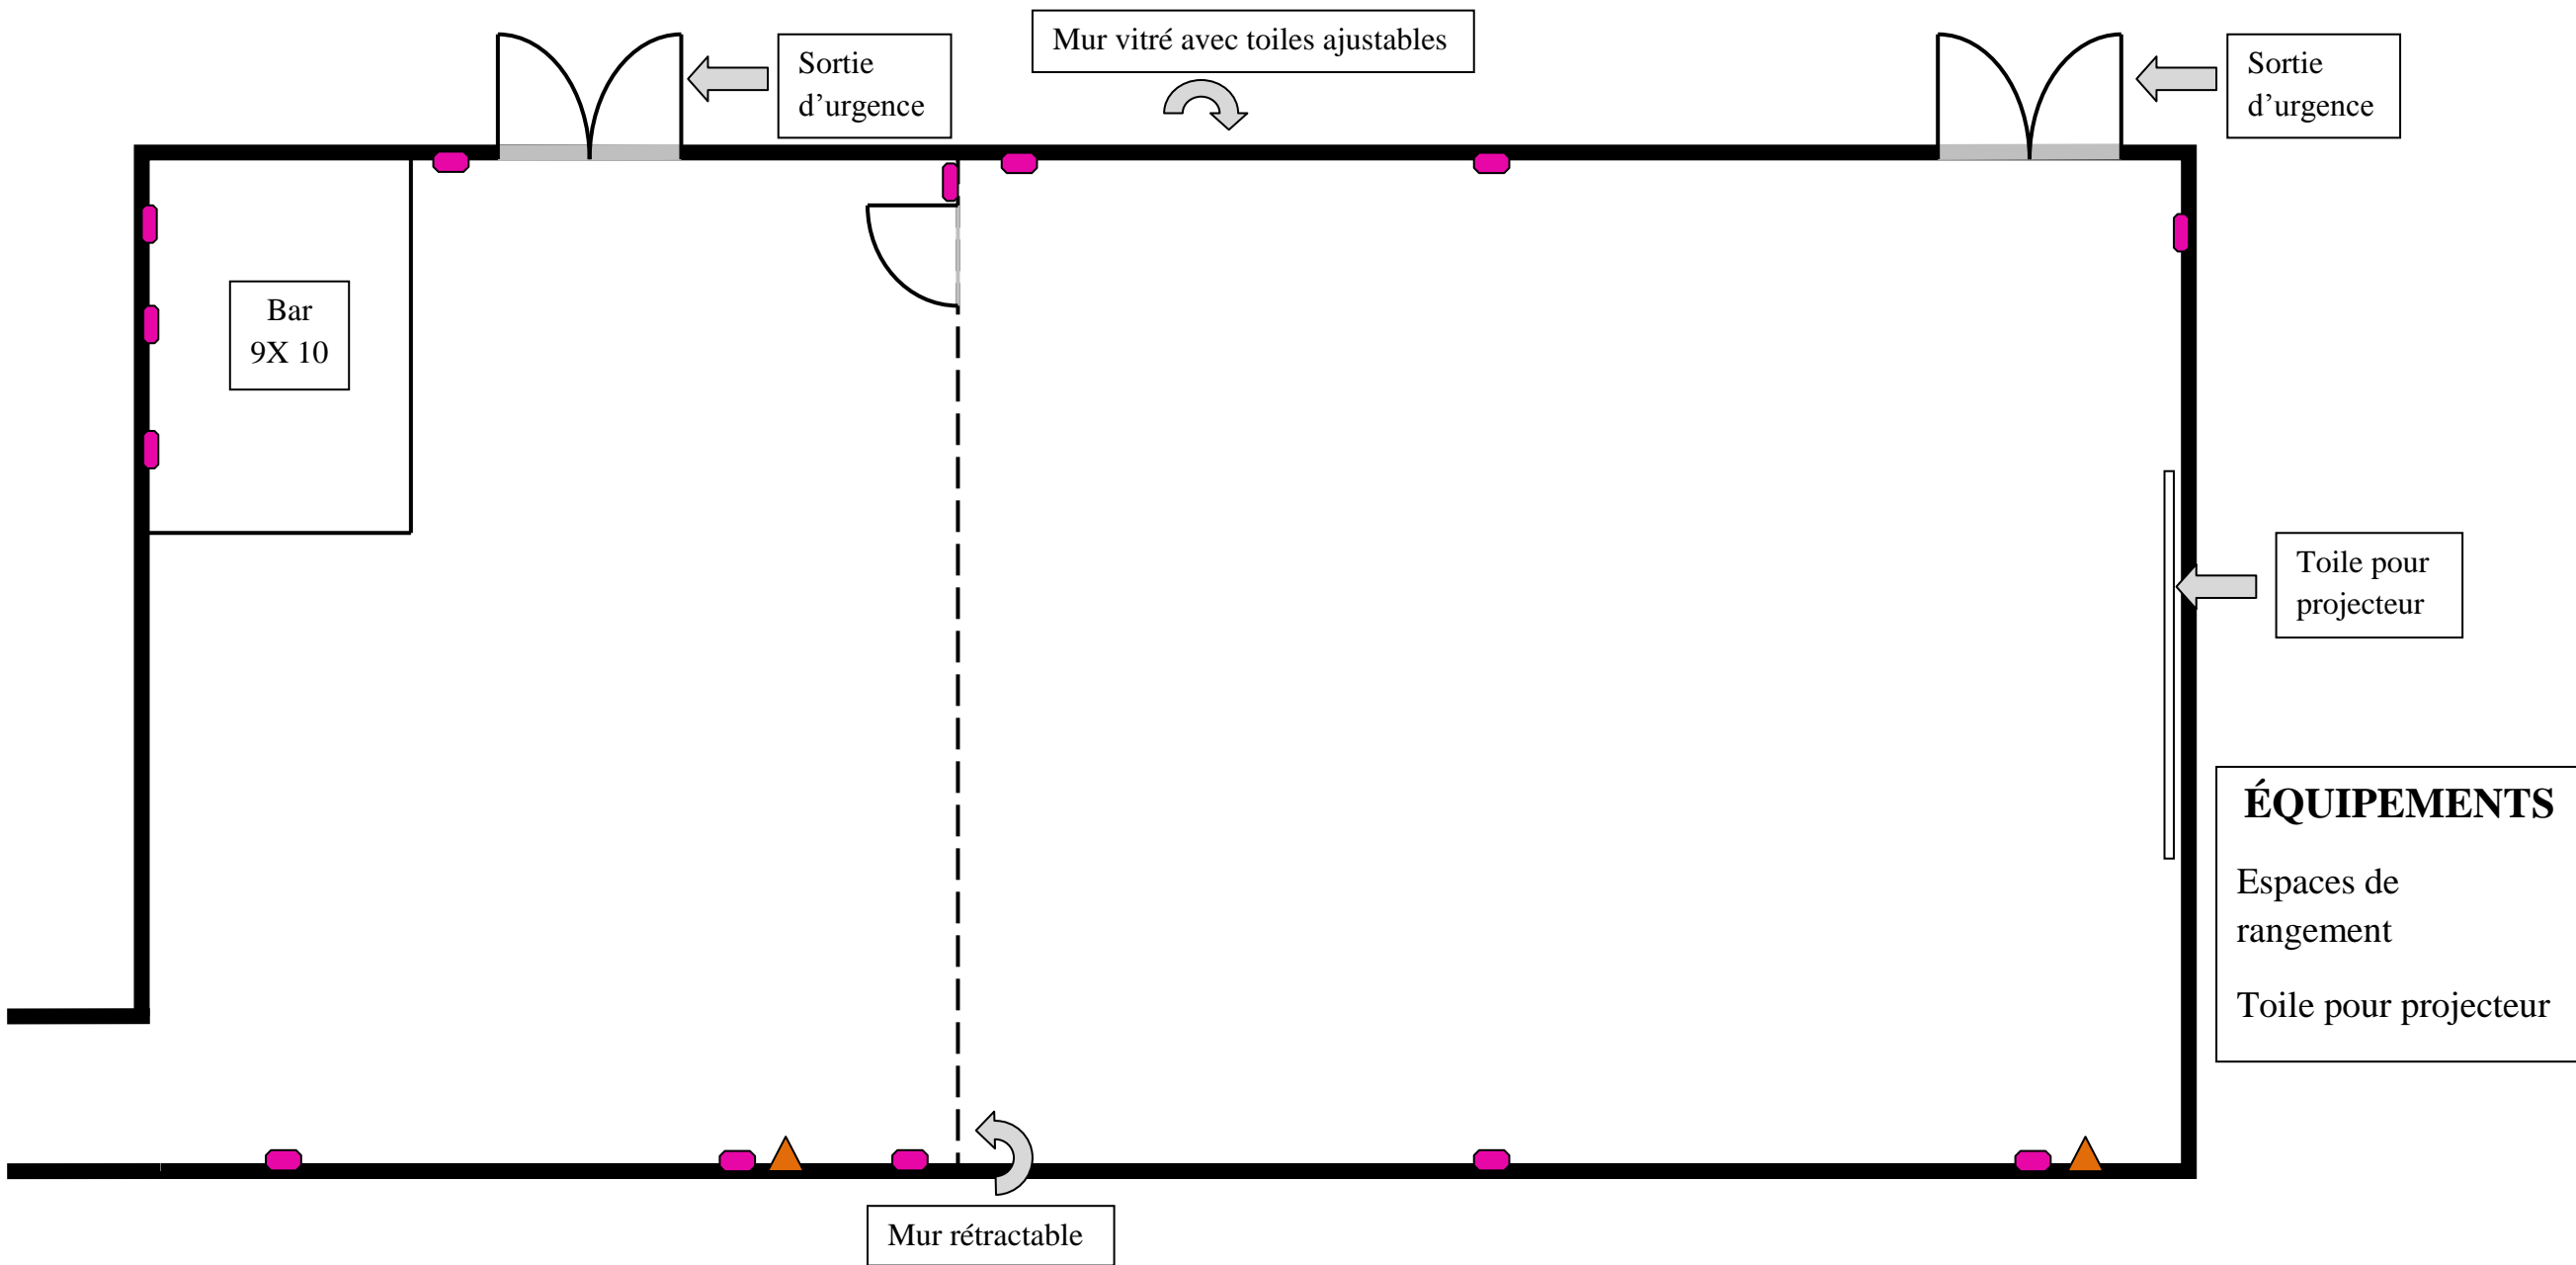 Mur vitré avec toiles ajustables
Sortie
d’urgence
Sortie
d’urgence
Bar
9X 10
Toile pour
projecteur
ÉQUIPEMENTS
Espaces de
rangement
Toile pour projecteur
Mur rétractable